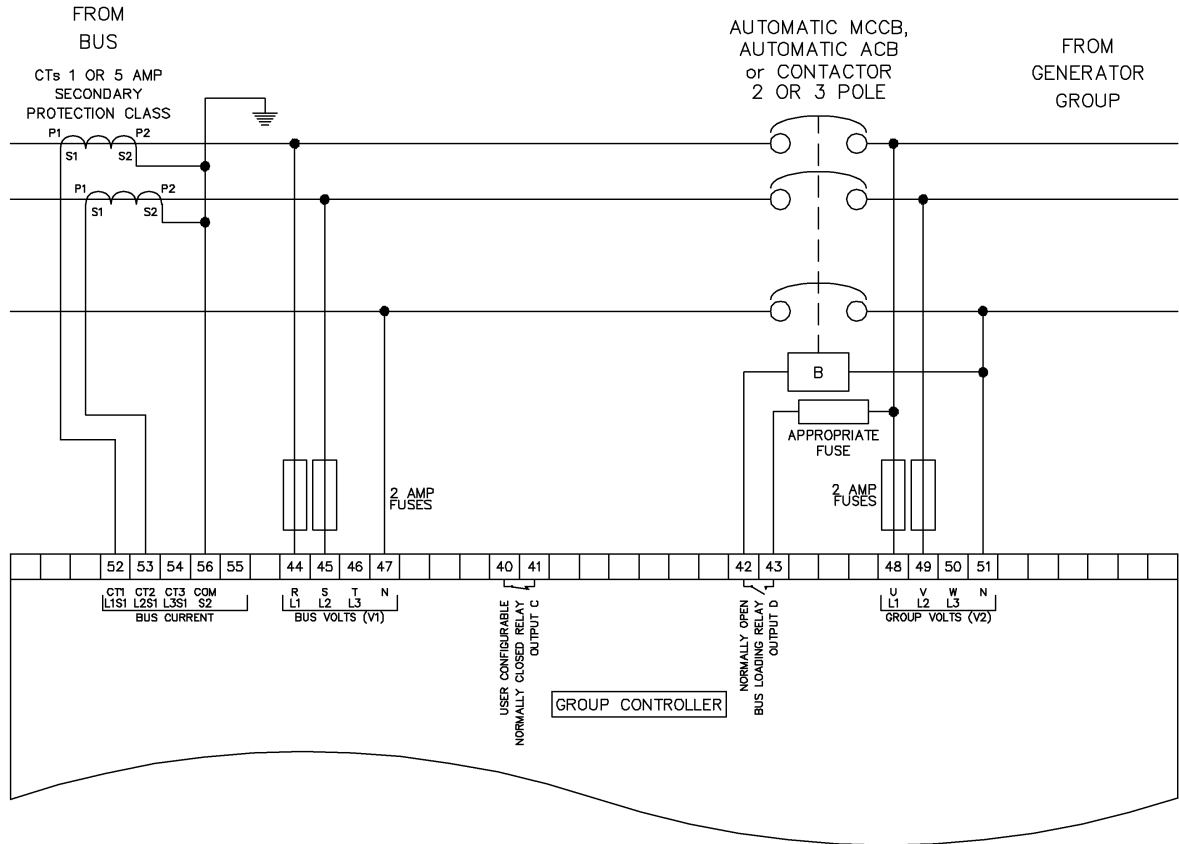 FROM
BUS
CTs 1 OR 5 AMP
SECONDARY
PROTECTION CLASS
AUTOMATIC MCCB,
AUTOMATIC ACB
or CONTACTOR
2 OR 3 POLE
FROM
GENERATOR
GROUP
P1 P2
S1 S2
P1 P2
S1 S2
B
APPROPRIATE
FUSE
2 AMP
FUSES
2 AMP
FUSES
52 53 54 56 55 44 45 46 47 40 41 42 43 48 49 50 51
CT1 CT2 CT3 COM
L1S1 L2S1 L3S1 S2
BUS CURRENT
R S T N
L1 L2 L3
BUS VOLTS (V1)
USER CONFIGURABLE
NORMALLY CLOSED RELAY
OUTPUT C
NORMALLY OPEN
BUS LOADING RELAY
OUTPUT D
U V W N
L1 L2 L3
GROUP VOLTS (V2)
GROUP CONTROLLER